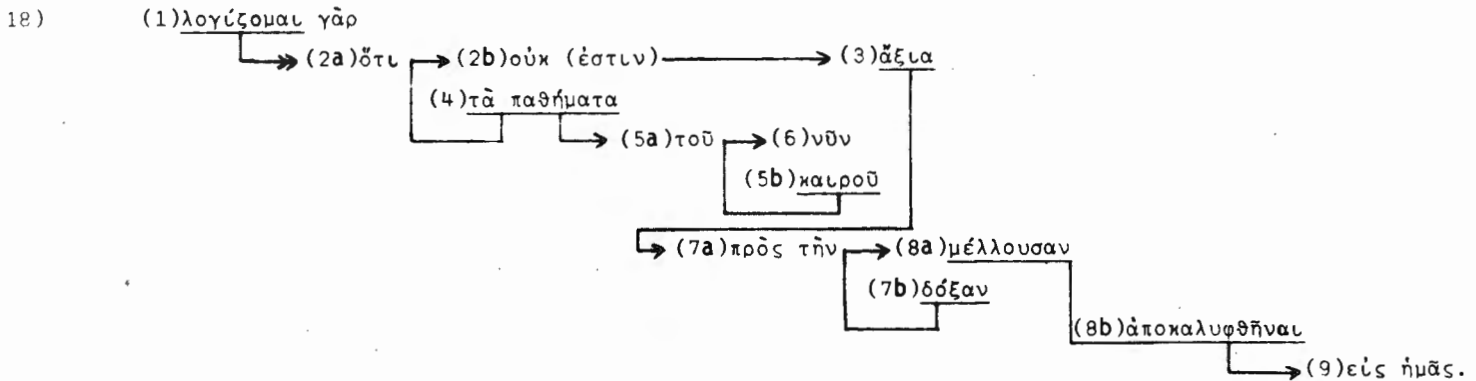 18) (1)λογίζομαι γὰρ
(2a)ὅτι (2b)οὐκ (ἐστιν) (3)ἄξια
(4)τὰ παθήματα
(5a)τοῦ (6)νῦν
(5b)καιροῦ
(7a)πρὸς τὴν (8a)μέλλουσαν
(7b)δόξαν
(8b)ἀποκαλυφθῆναι
(9)εἰς ἡμᾶς.